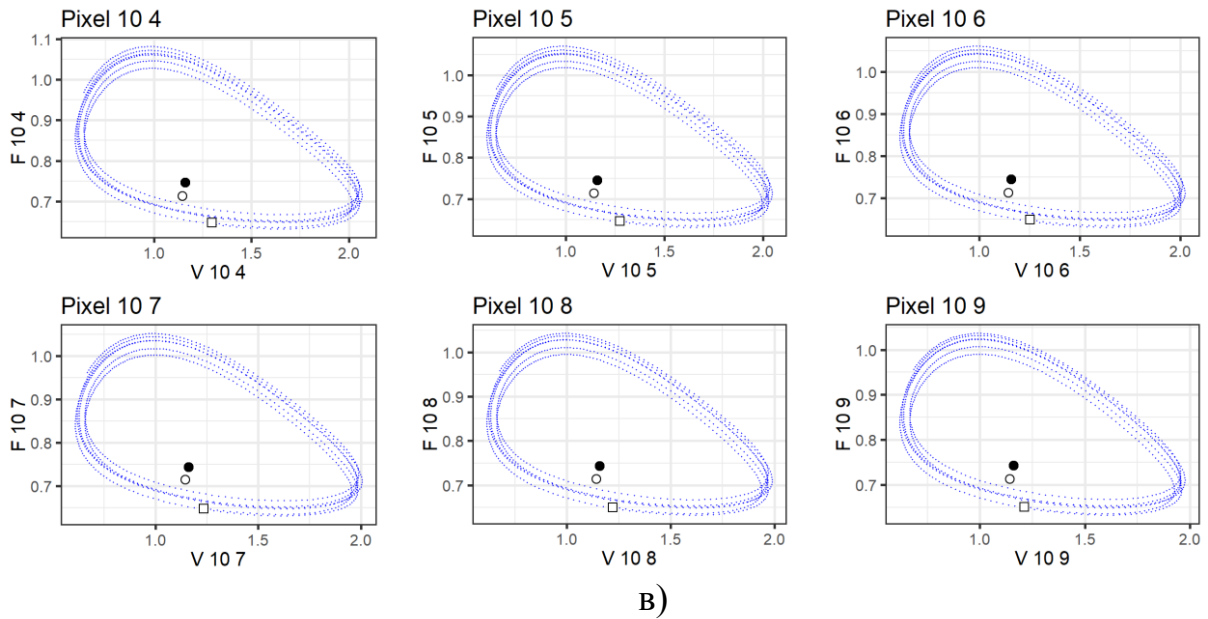 Pixel 10 4
1.1
1.0
0.9
0.8
0.7
F 10 4
1.0 1.5 2.0
V 10 4
Pixel 10 5
1.0
0.9
0.8
0.7
F 10 5
1.0 1.5 2.0
V 10 5
Pixel 10 6
1.0
0.9
0.8
0.7
F 10 6
1.0 1.5 2.0
V 10 6
Pixel 10 7
1.0
0.9
0.8
0.7
F 10 7
1.0 1.5 2.0
V 10 7
Pixel 10 8
1.0
0.9
0.8
0.7
F 10 8
1.0 1.5 2.0
V 10 8
Pixel 10 9
1.0
0.9
0.8
0.7
F 10 9
1.0 1.5 2.0
V 10 9
в)